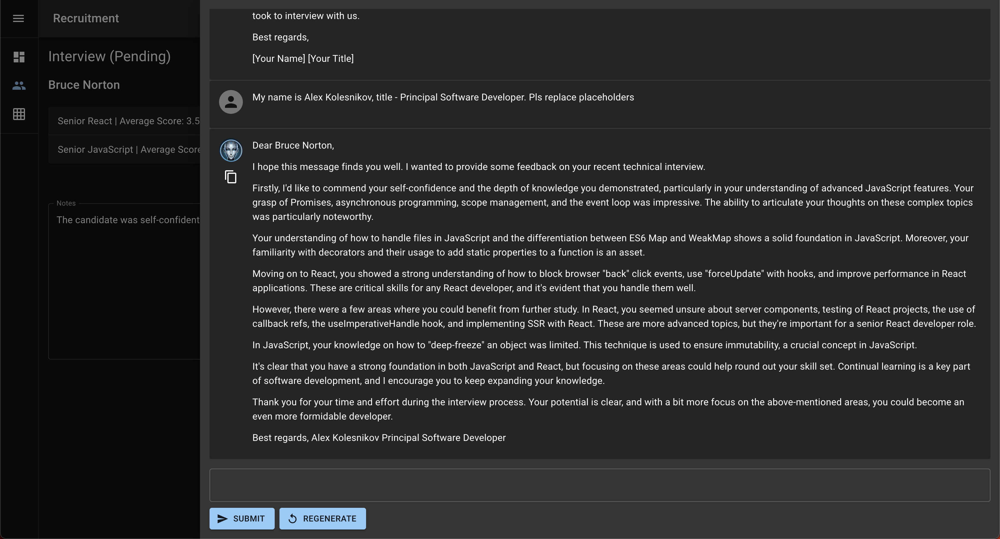 Recruitment
Interview (Pending)
Bruce Norton
Senior React | Average Score: 3.5
Senior JavaScript | Average Score
Notes
The candidate was self-confident
took to interview with us.
Best regards,
[Your Name] [Your Title]
My name is Alex Kolesnikov, title - Principal Software Developer. Pls replace placeholders
Dear Bruce Norton,
I hope this message finds you well. I wanted to provide some feedback on your recent technical interview.
Firstly, I'd like to commend your self-confidence and the depth of knowledge you demonstrated, particularly in your understanding of advanced JavaScript features. Your
grasp of Promises, asynchronous programming, scope management, and the event loop was impressive. The ability to articulate your thoughts on these complex topics
was particularly noteworthy.
Your understanding of how to handle files in JavaScript and the differentiation between ES6 Map and WeakMap shows a solid foundation in JavaScript. Moreover, your
familiarity with decorators and their usage to add static properties to a function is an asset.
Moving on to React, you showed a strong understanding of how to block browser "back" click events, use "forceUpdate" with hooks, and improve performance in React
applications. These are critical skills for any React developer, and it's evident that you handle them well.
However, there were a few areas where you could benefit from further study. In React, you seemed unsure about server components, testing of React projects, the use of
callback refs, the useImperativeHandle hook, and implementing SSR with React. These are more advanced topics, but they're important for a senior React developer role.
In JavaScript, your knowledge on how to "deep-freeze" an object was limited. This technique is used to ensure immutability, a crucial concept in JavaScript.
It's clear that you have a strong foundation in both JavaScript and React, but focusing on these areas could help round out your skill set. Continual learning is a key part
of software development, and I encourage you to keep expanding your knowledge.
Thank you for your time and effort during the interview process. Your potential is clear, and with a bit more focus on the above-mentioned areas, you could become an
even more formidable developer.
Best regards, Alex Kolesnikov Principal Software Developer
SUBMIT
REGENERATE